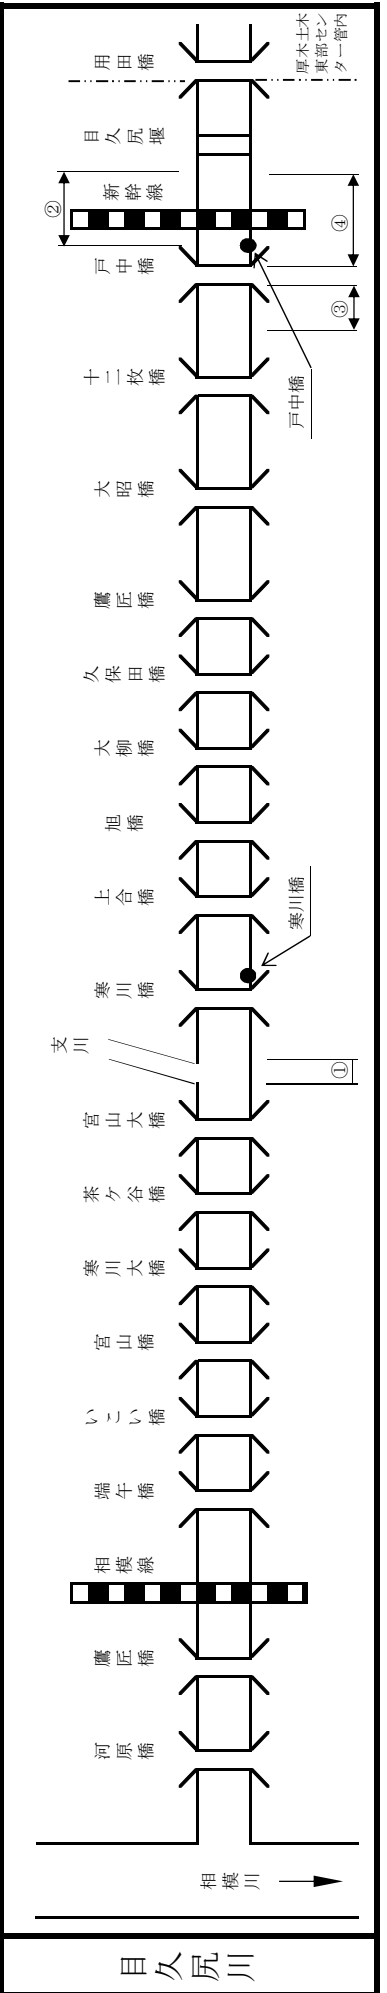 目久尻川
相模川
河原橋
鷹匠橋
相模線
端午橋
いこい橋
宮山橋
寒川大橋
茶ケ谷橋
宮山大橋
支川
①
寒川橋
寒川橋
上合橋
旭橋
大柳橋
久保田橋
鷹匠橋
大昭橋
十二枚橋
戸中橋
戸中橋
③
②
④
新幹線
目久尻堰
用田橋
厚木土木
東部セン
ター管内